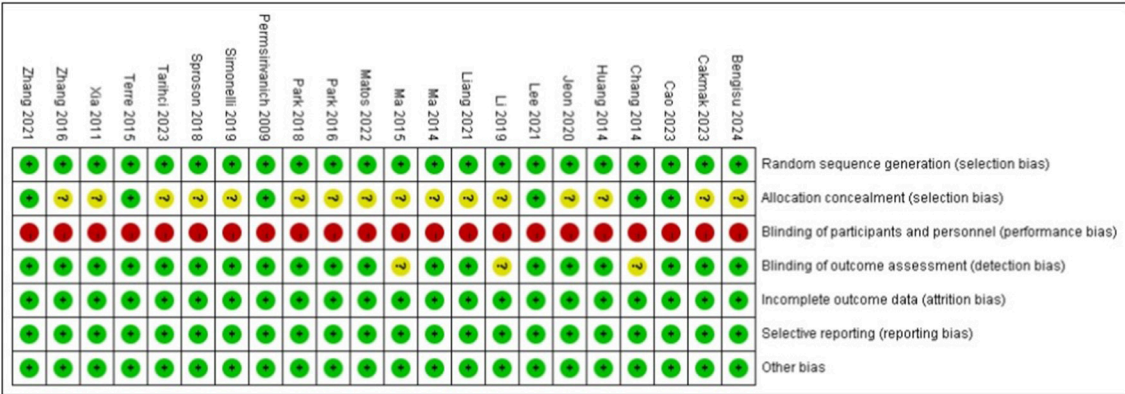 Zhang 2021
Zhang 2016
Xia 2011
Terre 2015
Tarihci 2023
Sproson 2018
Simonelli 2019
Permsirivanich 2009
Park 2018
Park 2016
Matos 2022
Ma 2015
Ma 2014
Liang 2021
Li 2019
Lee 2021
Jeon 2020
Huang 2014
Chang 2014
Cao 2023
Cakmak 2023
Bengisu 2024
+ + + + + + + + + + + + + + + + + + + + + + Random sequence generation (selection bias)
+ ? ? + ? ? ? + ? ? ? ? ? ? ? + ? ? + + ? ? Allocation concealment (selection bias)
Blinding of participants and personnel (performance bias)
+ + + + + + + + + + + ? + + ? + + + ? + + + Blinding of outcome assessment (detection bias)
+ + + + + + + + + + + + + + + + + + + + + + Incomplete outcome data (attrition bias)
+ + + + + + + + + + + + + + + + + + + + + + Selective reporting (reporting bias)
+ + + + + + + + + + + + + + + + + + + + + + Other bias